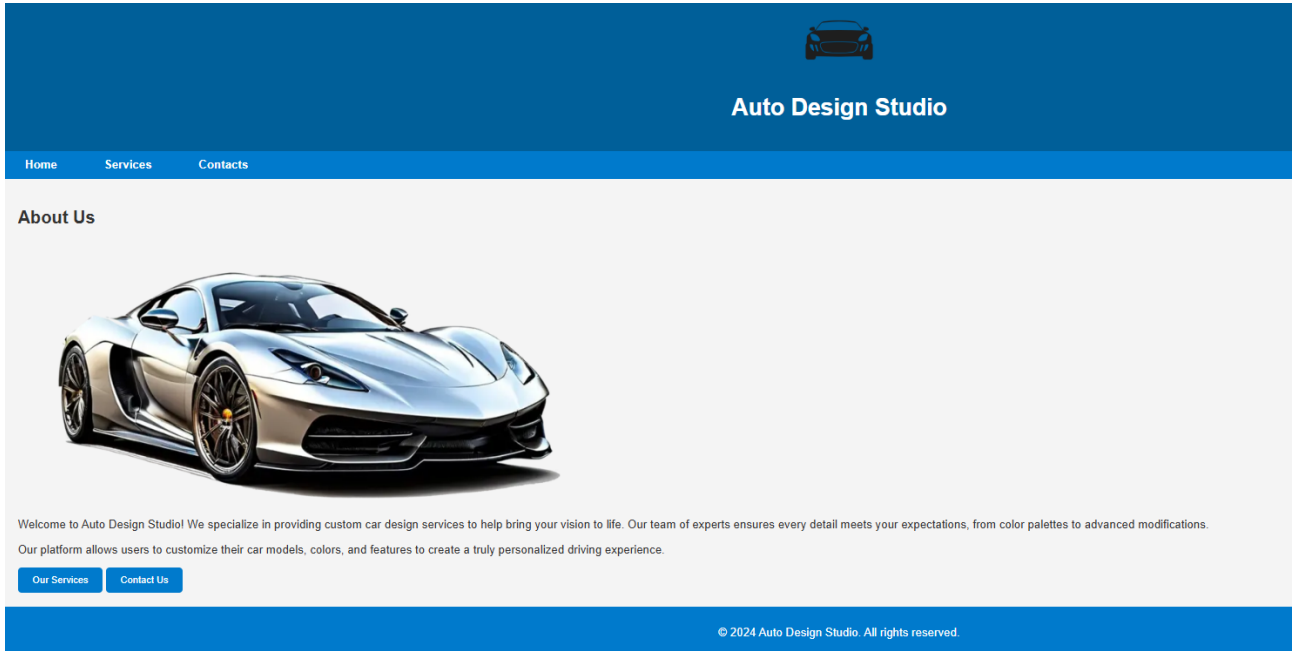 Auto Design Studio
Home Services Contacts
About Us
Welcome to Auto Design Studio! We specialize in providing custom car design services to help bring your vision to life. Our team of experts ensures every detail meets your expectations, from color palettes to advanced modifications.
Our platform allows users to customize their car models, colors, and features to create a truly personalized driving experience.
Our Services Contact Us
© 2024 Auto Design Studio. All rights reserved.